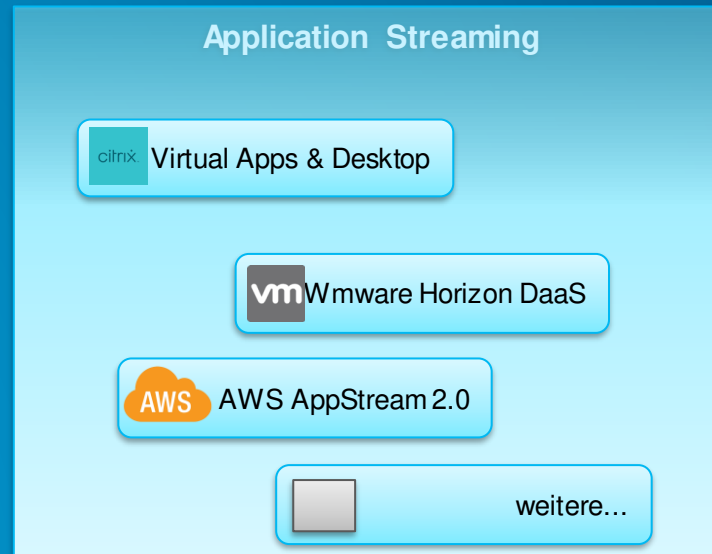 Application Streaming
citrix. Virtual Apps & Desktop
vm Wmware Horizon DaaS
AWS AWS AppStream 2.0
weitere...